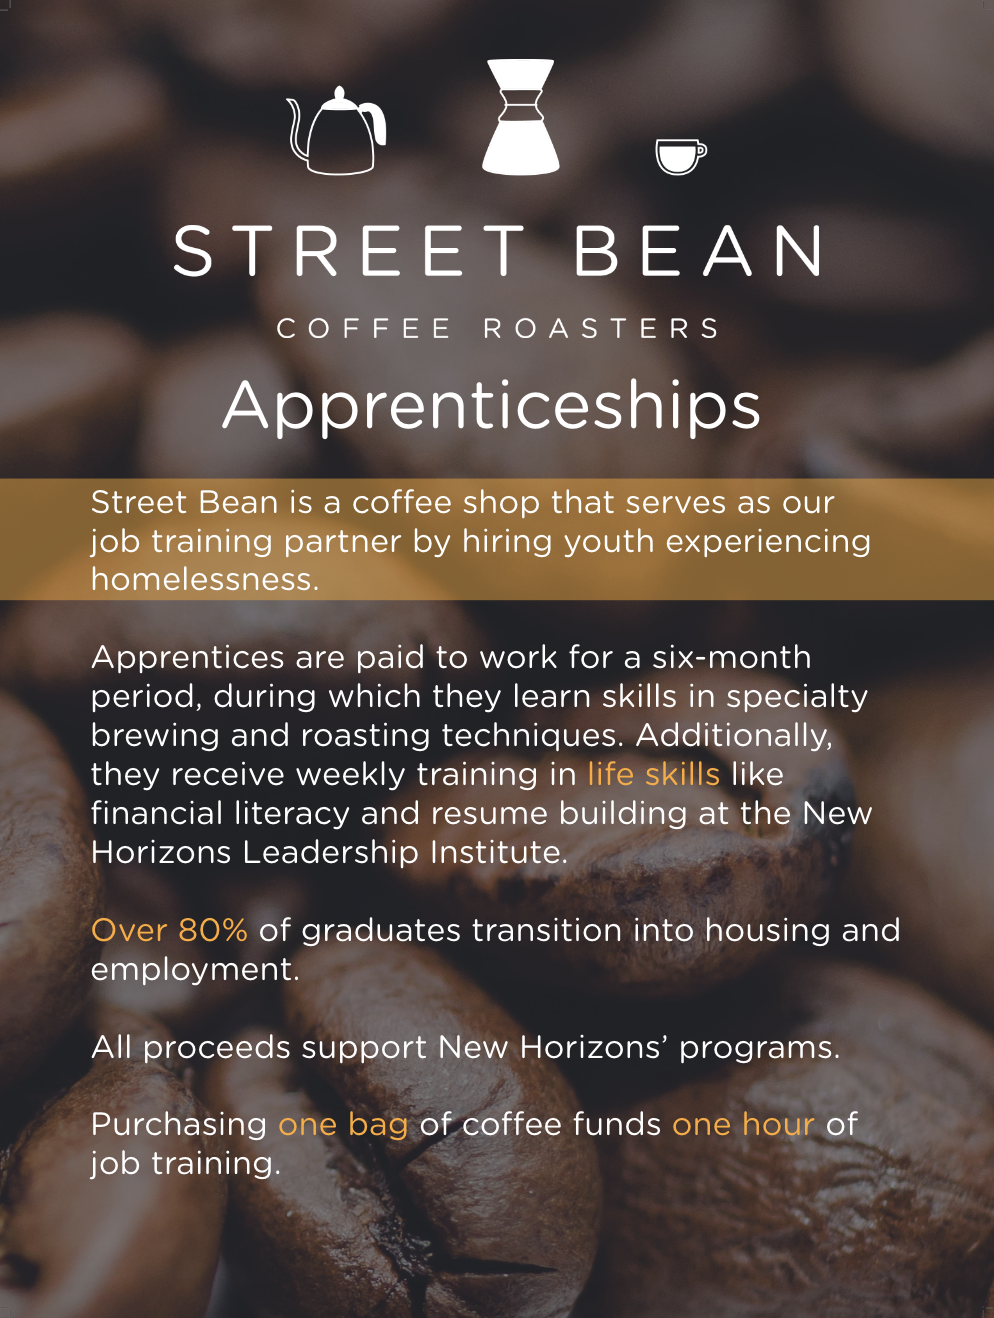 STREET BEAN
COFFEE ROASTERS
Apprenticeships
Street Bean is a coffee shop that serves as our
job training partner by hiring youth experiencing
homelessness.
Apprentices are paid to work for a six-month
period, during which they learn skills in specialty
brewing and roasting techniques. Additionally,
they receive weekly training in life skills like
financial literacy and resume building at the New
Horizons Leadership Institute.
Over 80% of graduates transition into housing and
employment.
All proceeds support New Horizons’ programs.
Purchasing one bag of coffee funds one hour of
job training.